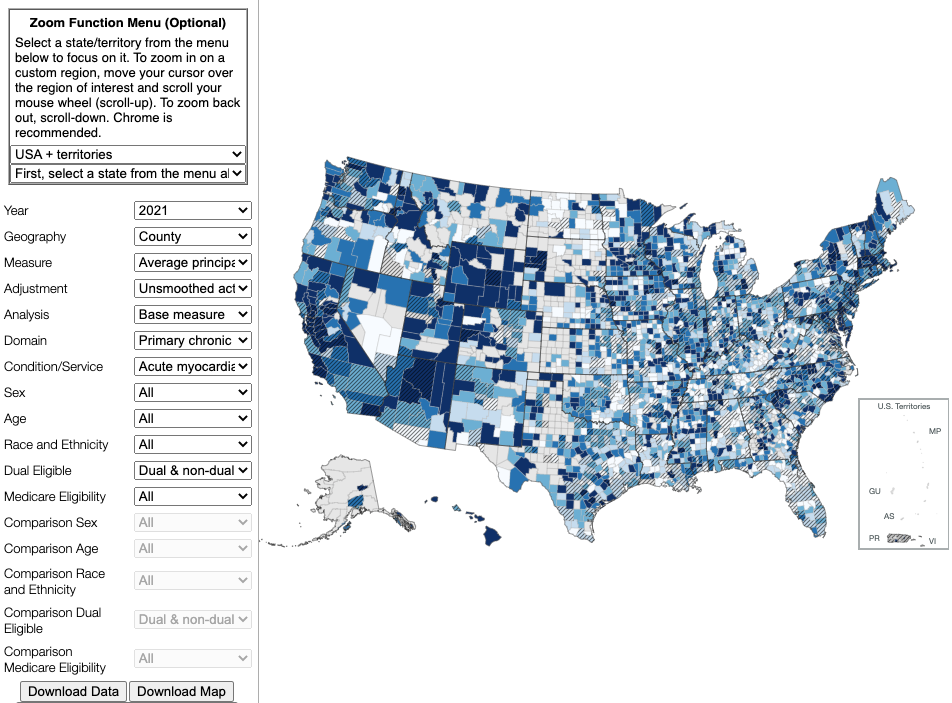 Zoom Function Menu (Optional)
Select a state/territory from the menu
below to focus on it. To zoom in on a
custom region, move your cursor over
the region of interest and scroll your
mouse wheel (scroll-up). To zoom back
out, scroll-down. Chrome is
recommended.
USA + territories
First, select a state from the menu al
Year 2021
Geography County
Measure Average principa
Adjustment Unsmoothed act
Analysis Base measure
Domain Primary chronic
Condition/Service Acute myocardia
Sex All
Age All
Race and Ethnicity All
Dual Eligible Dual & non-dual
Medicare Eligibility All
Comparison Sex All
Comparison Age All
Comparison Race
and Ethnicity All
Comparison Dual
Eligible Dual & non-dual
Comparison
Medicare Eligibility All
Download Data Download Map
U.S. Territories
MP
GU
AS
PR
VI